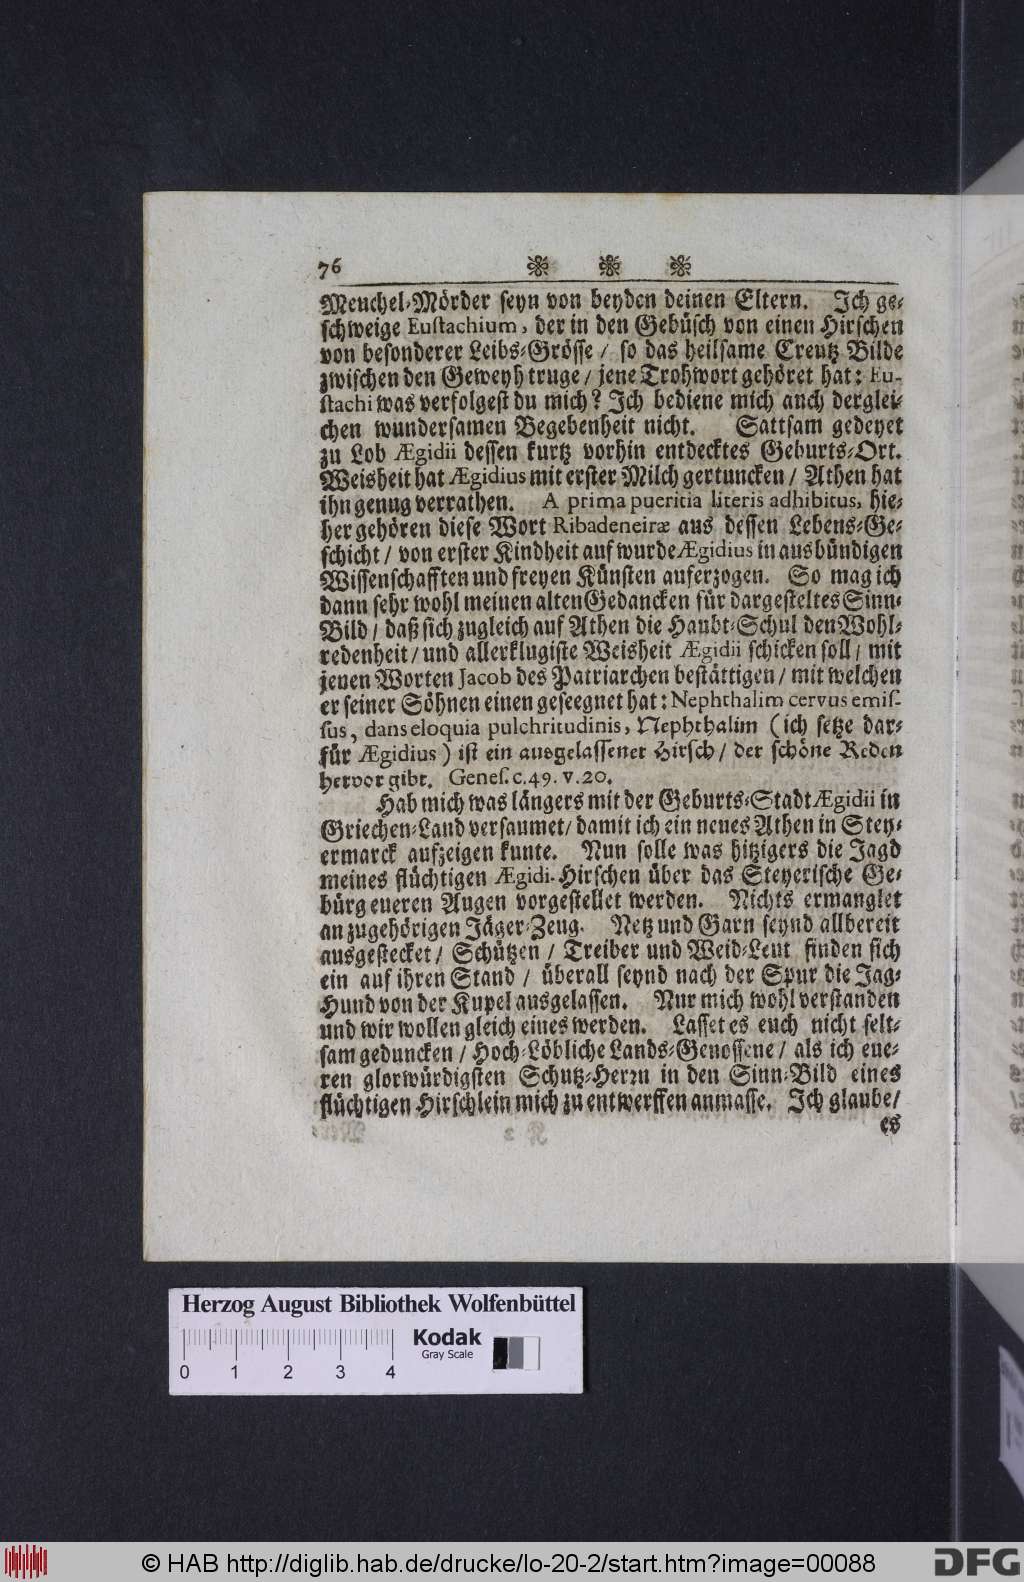 76
Meuchel-Mörder seyn von beyden deinen Eltern. Ich ge-
schweige Eustachium, der in den Gebüsch von einen Hirschen
von besonderer Leibs-Grösse / so das heilsame Creutz Bilde
zwischen den Geweyh truge / jene Trohwort gehöret hat: Eu-
stachi was verfolgest du mich? Ich bediene mich auch derglei-
chen wundersamen Begebenheit nicht. Sattsam gedeyet
zu Lob Ægidii dessen kurtz vorhin entdecktes Geburts-Ort.
Weisheit hat Ægidius mit erster Milch gertuncken / Athen hat
ihn genug verrathen. A prima pueritia literis adhibitus, hie-
her gehören diese Wort Ribadeneiræ aus dessen Lebens-Ge-
schicht / von erster Kindheit auf wurde Ægidius in ausbündigen
Wissenschafften und freyen Künsten auferzogen. So mag ich
dann sehr wohl meinen alten Gedancken für dargesteltes Sinn-
Bild / daß sich zugleich auf Athen die Haubt-Schul den Wohl-
redenheit / und allerklugiste Weisheit Ægidii schicken soll / mit
jenen Worten Jacob des Patriarchen bestättigen / mit welchen
er seiner Söhnen einen geseegnet hat: Nephthalim cervus emis-
sus, dans eloquia pulchritudinis, Nephthalim (ich setze dar-
für Ægidius) ist ein ausgelassener Hirsch / der schöne Reden
hervor gibt. Genes. c. 49. v. 20.
Hab mich was längers mit der Geburts-Stadt Ægidii in
Griechen-Land versaumet / damit ich ein neues Athen in Stey-
ermarck aufzeigen kunte. Nun solle was hitzigers die Jagd
meines flüchtigen Ægidi-Hirschen über das Steyerische Ge-
bürg eueren Augen vorgestellet werden. Nichts ermanglet
an zugehörigen Jäger-Zeug. Netz und Garn seynd allbereit
ausgestecket / Schützen / Treiber und Weid-Leut finden sich
ein auf ihren Stand / überall seynd nach der Spur die Jag-
Hund von der Kupel ausgelassen. Nur mich wohl verstanden
und wir wollen gleich eines werden. Lasset es euch nicht selt-
sam geduncken / Hoch-Löbliche Lands-Genossene / als ich eue-
ren glorwürdigsten Schutz-Herrn in den Sinn-Bild eines
flüchtigen Hirschlein mich zu entwerffen anmasse. Ich glaube /
es
Herzog August Bibliothek Wolfenbüttel
Kodak
Gray Scale
0 1 2 3 4
© HAB http://diglib.hab.de/drucke/lo-20-2/start.htm?image=00088
DFG